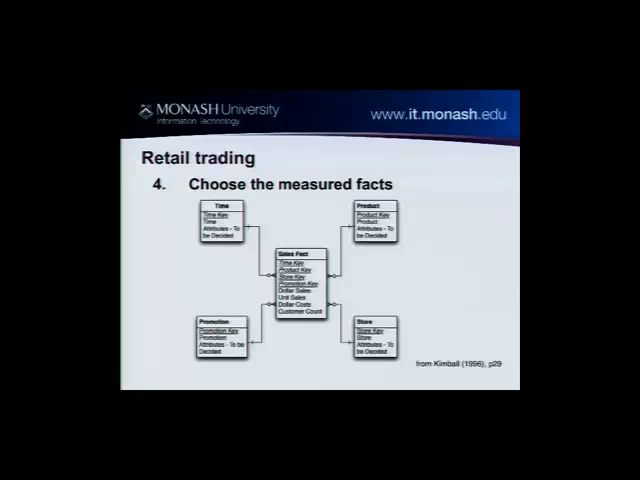 MONASH University
Information Technology
www.it.monash.edu
Retail trading
4. Choose the measured facts
Time
Time Key
Time
Attributes - To
be Decided
Product
Product Key
Product
Attributes - To
be Decided
Sales Fact
Time Key
Product Key
Store Key
Promotion Key
Dollar Sales
Unit Sales
Dollar Costs
Customer Count
Promotion
Promotion Key
Promotion
Attributes - To be
Decided
Store
Store Key
Store
Attributes - To
be Decided
from Kimball (1996), p29